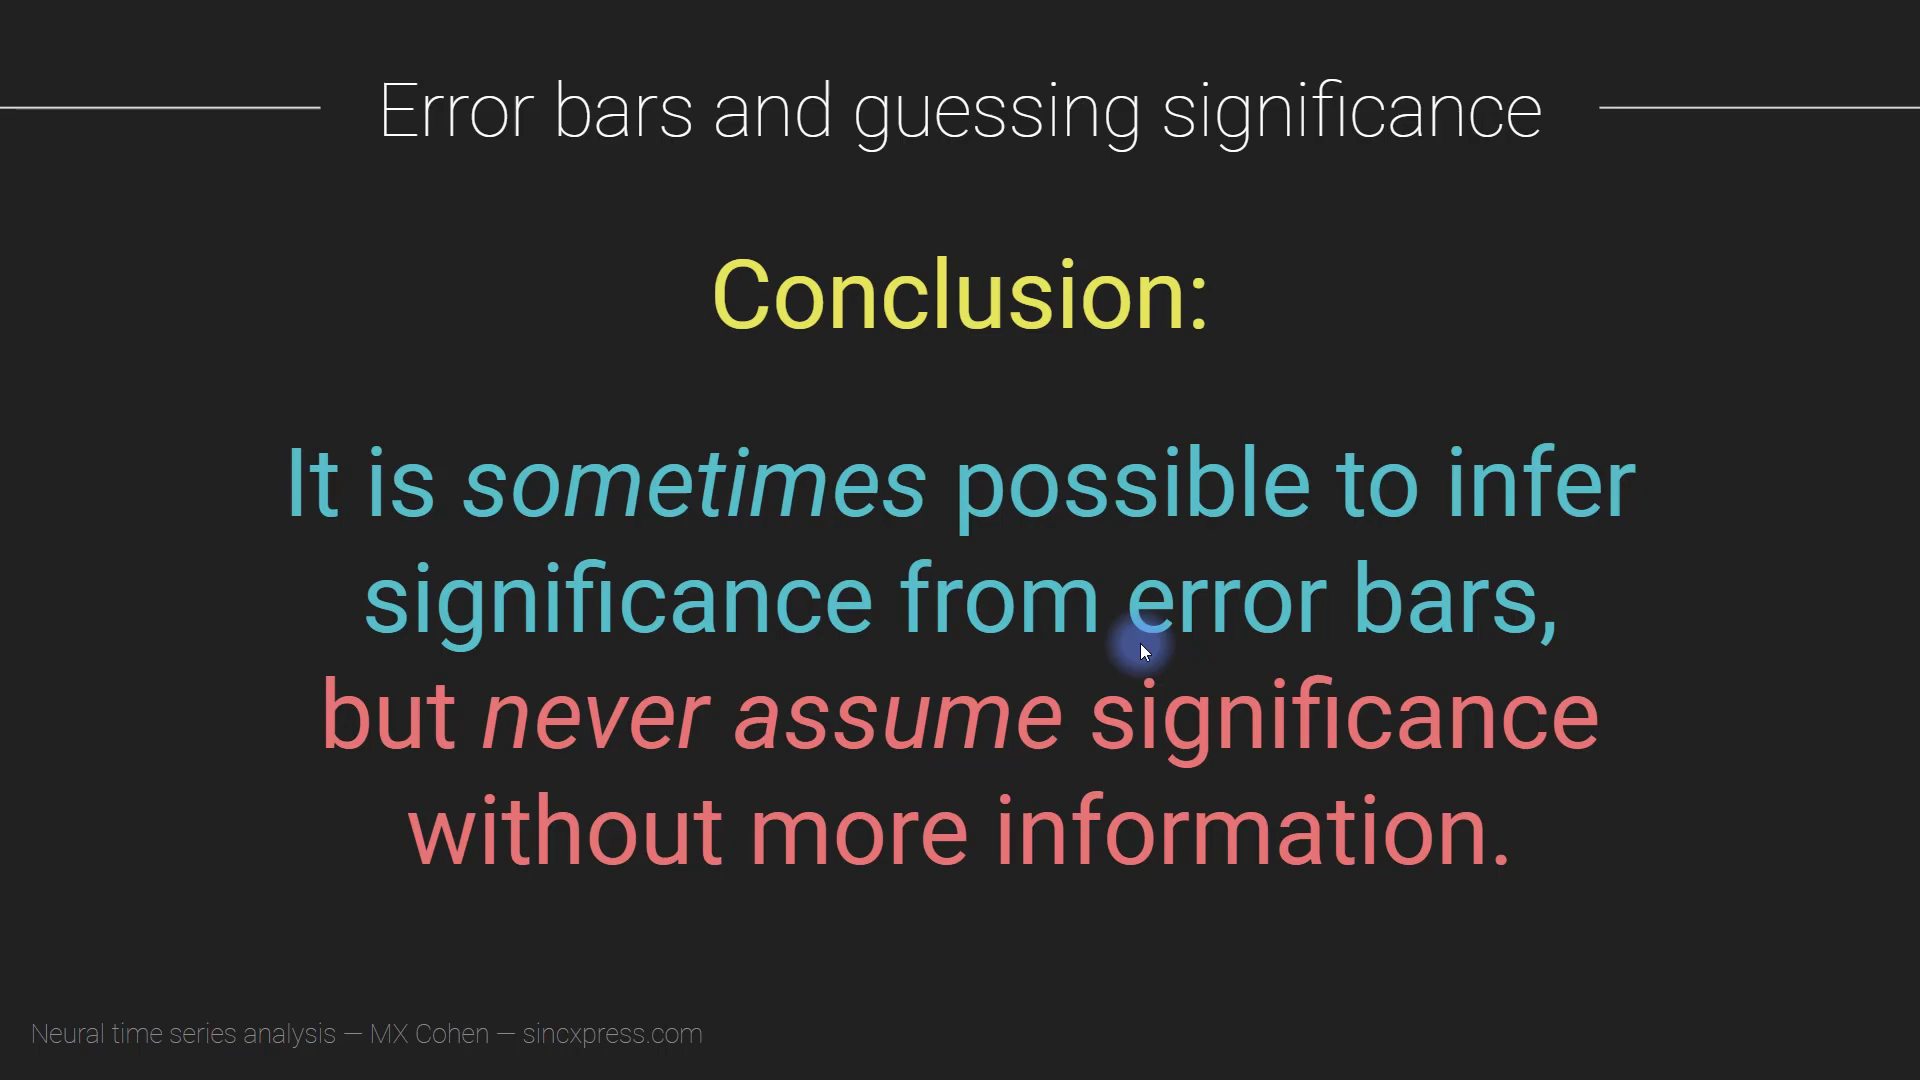 Error bars and guessing significance
Conclusion:
It is sometimes possible to infer
significance from error bars,
but never assume significance
without more information.
Neural time series analysis — MX Cohen — sincxpress.com